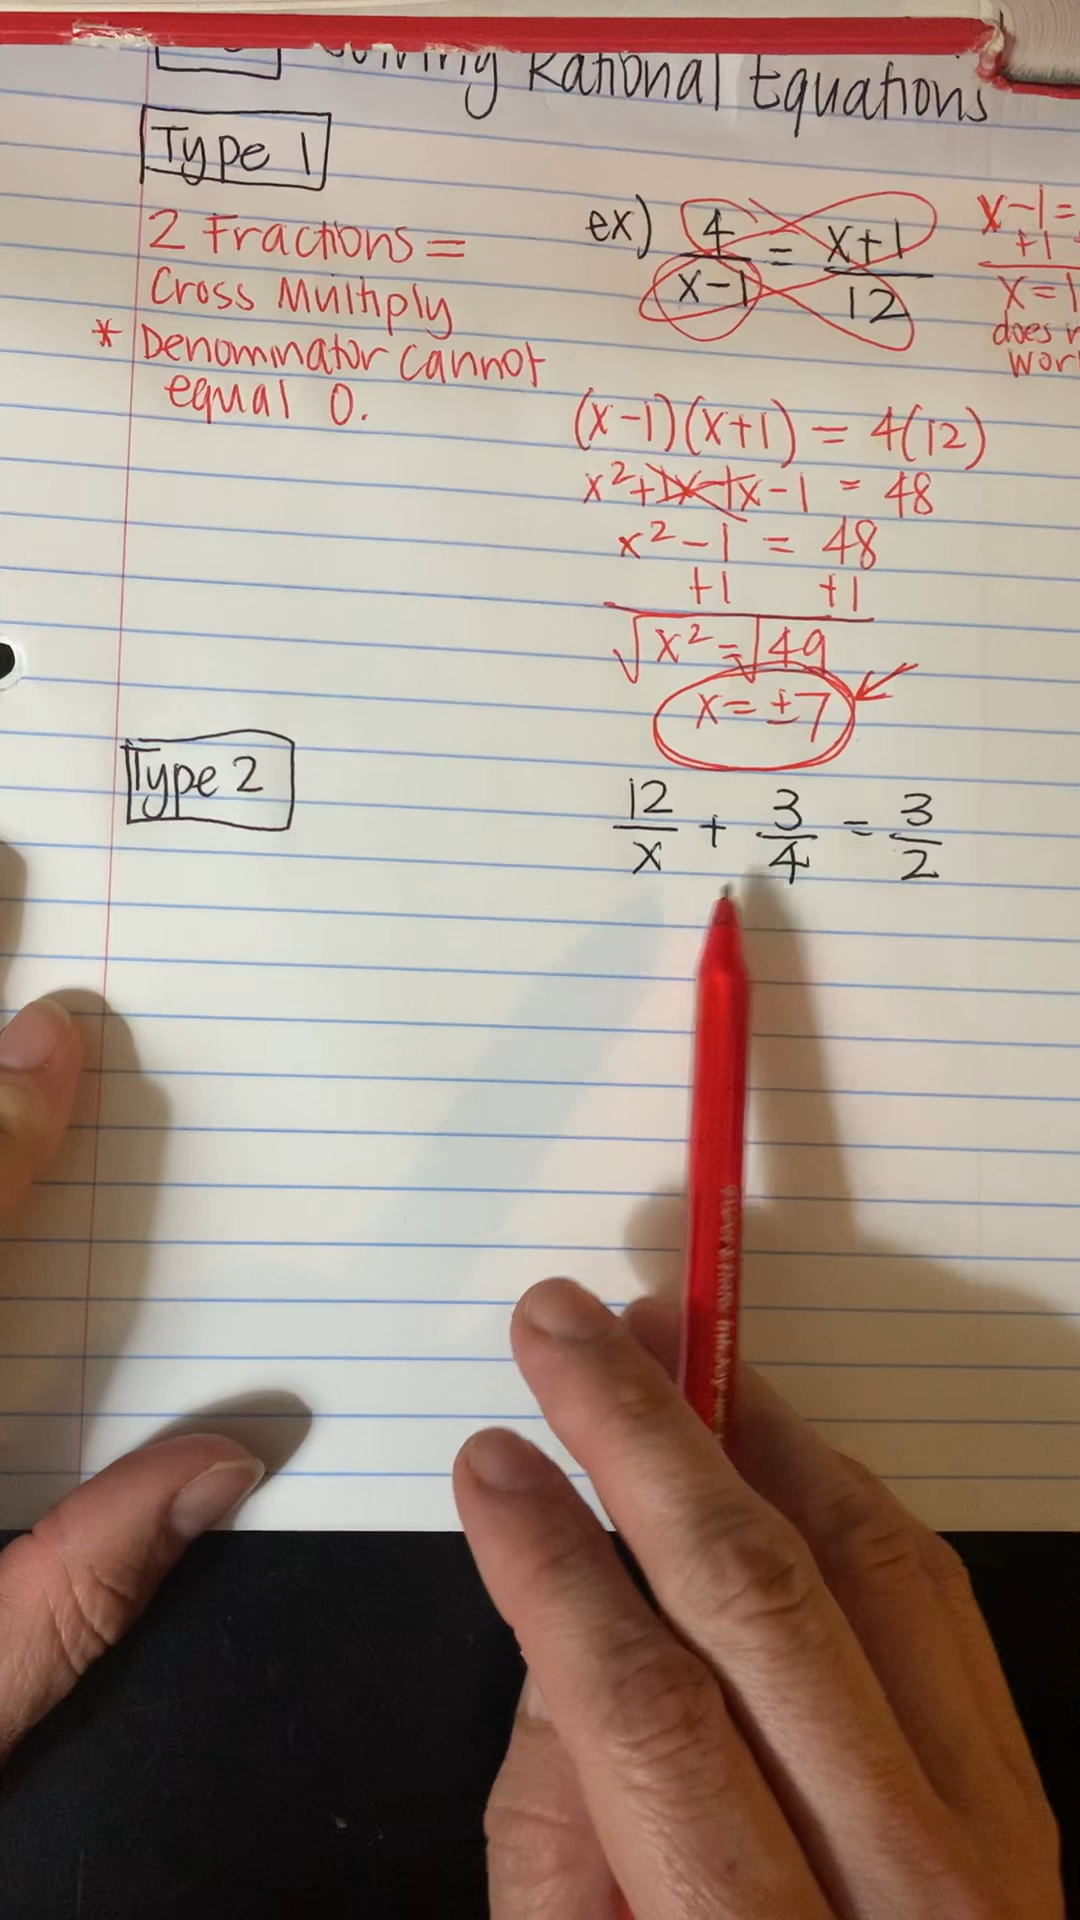 Solving Rational Equations
Type 1
2 Fractions =
Cross Multiply
* Denominator cannot
equal 0.
ex) 4/x-1 = x+1/12
x-1=
+1
x=1
does
wor
(x-1)(x+1) = 4(12)
x²+1x-1x-1 = 48
x²-1 = 48
+1 +1
√x² = √49
x = ±7
Type 2
12/x + 3/4 = 3/2